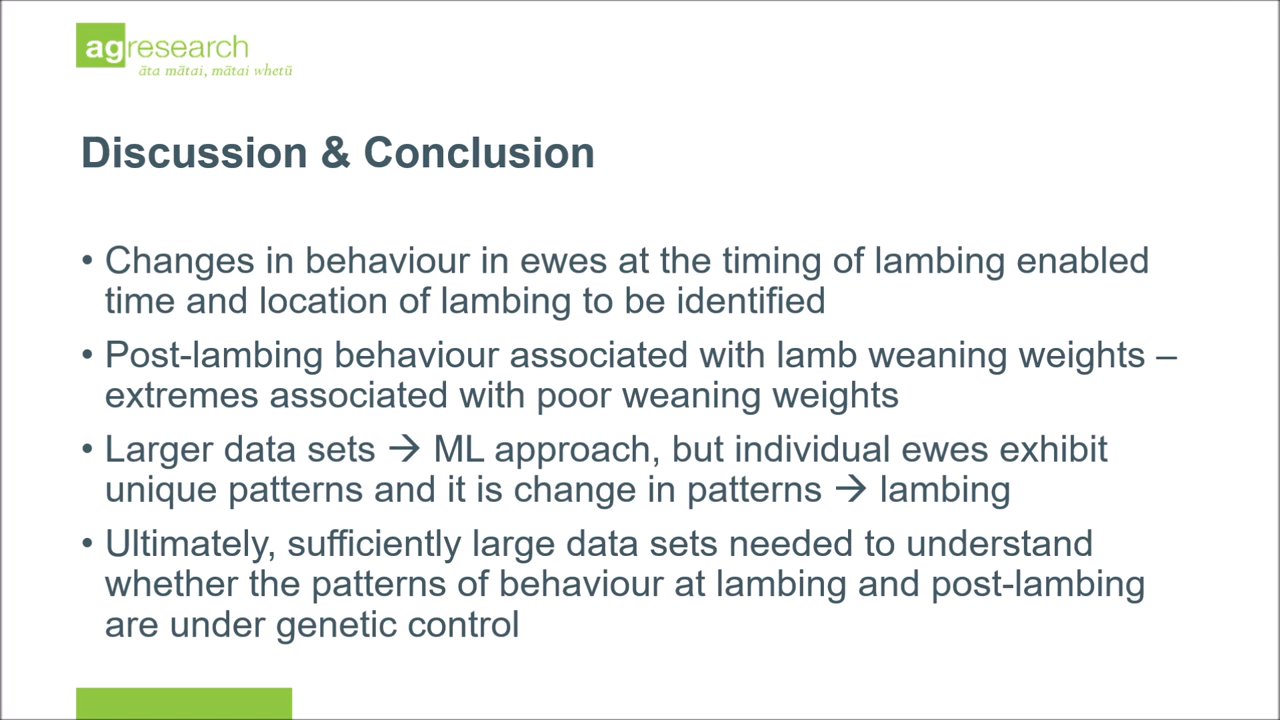 agresearch
āta mātai, mātai whetū
Discussion & Conclusion
• Changes in behaviour in ewes at the timing of lambing enabled
time and location of lambing to be identified
• Post-lambing behaviour associated with lamb weaning weights –
extremes associated with poor weaning weights
• Larger data sets → ML approach, but individual ewes exhibit
unique patterns and it is change in patterns → lambing
• Ultimately, sufficiently large data sets needed to understand
whether the patterns of behaviour at lambing and post-lambing
are under genetic control